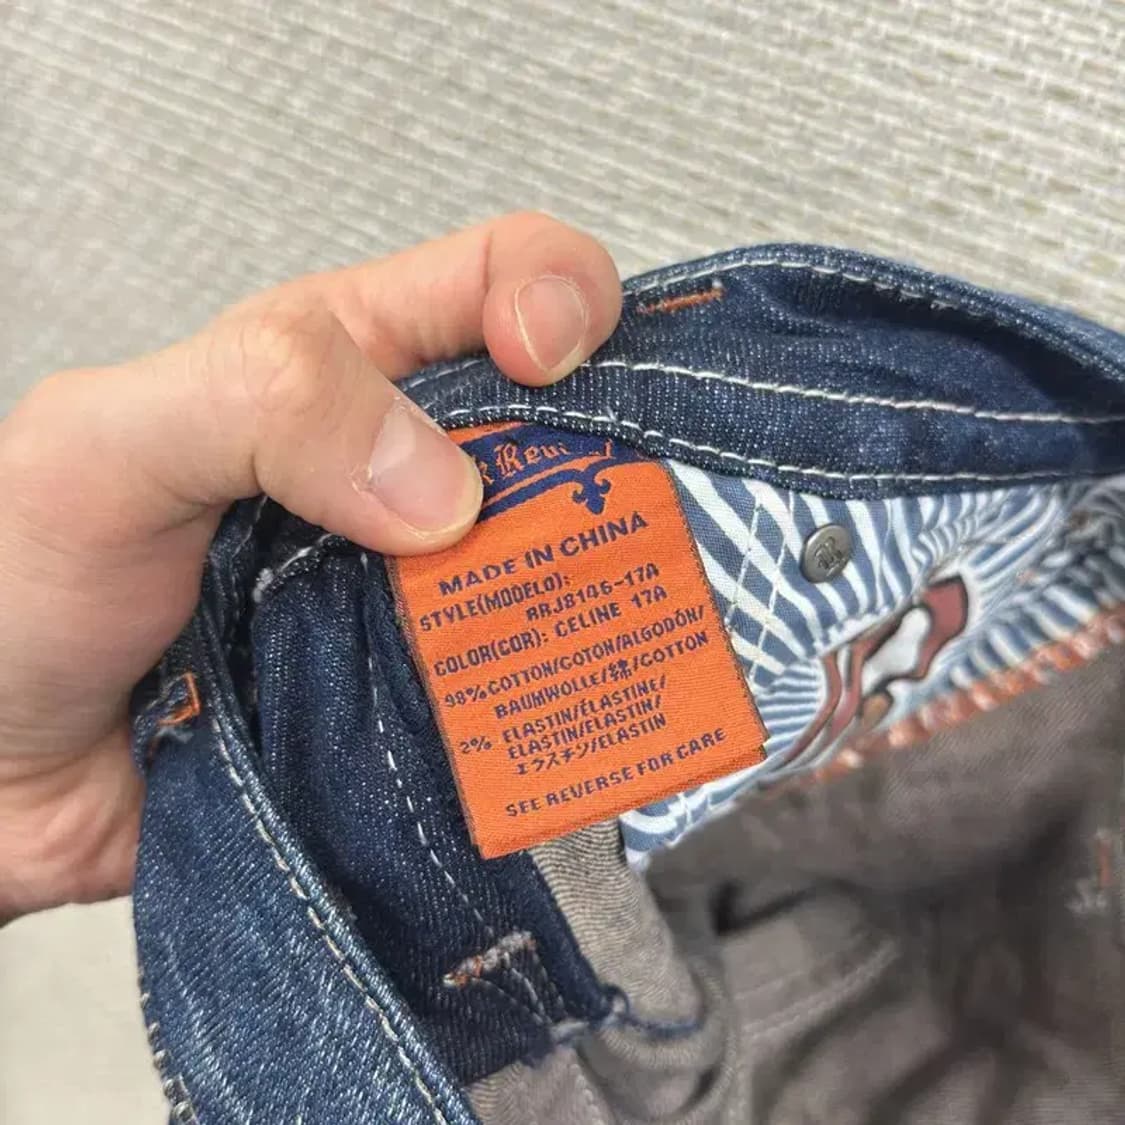 MADE IN CHINA
STYLE(MODELO):
RRJ8146-17A
COLOR(COR): CELINE 17A
98%COTTON/COTON/ALGODÓN/
BAUMWOLLE/綿/COTTON
2% ELASTIN/ÉLASTINE/
ELASTIN/ELASTIN/
エラスチン/ELASTIN
SEE REVERSE FOR CARE
R